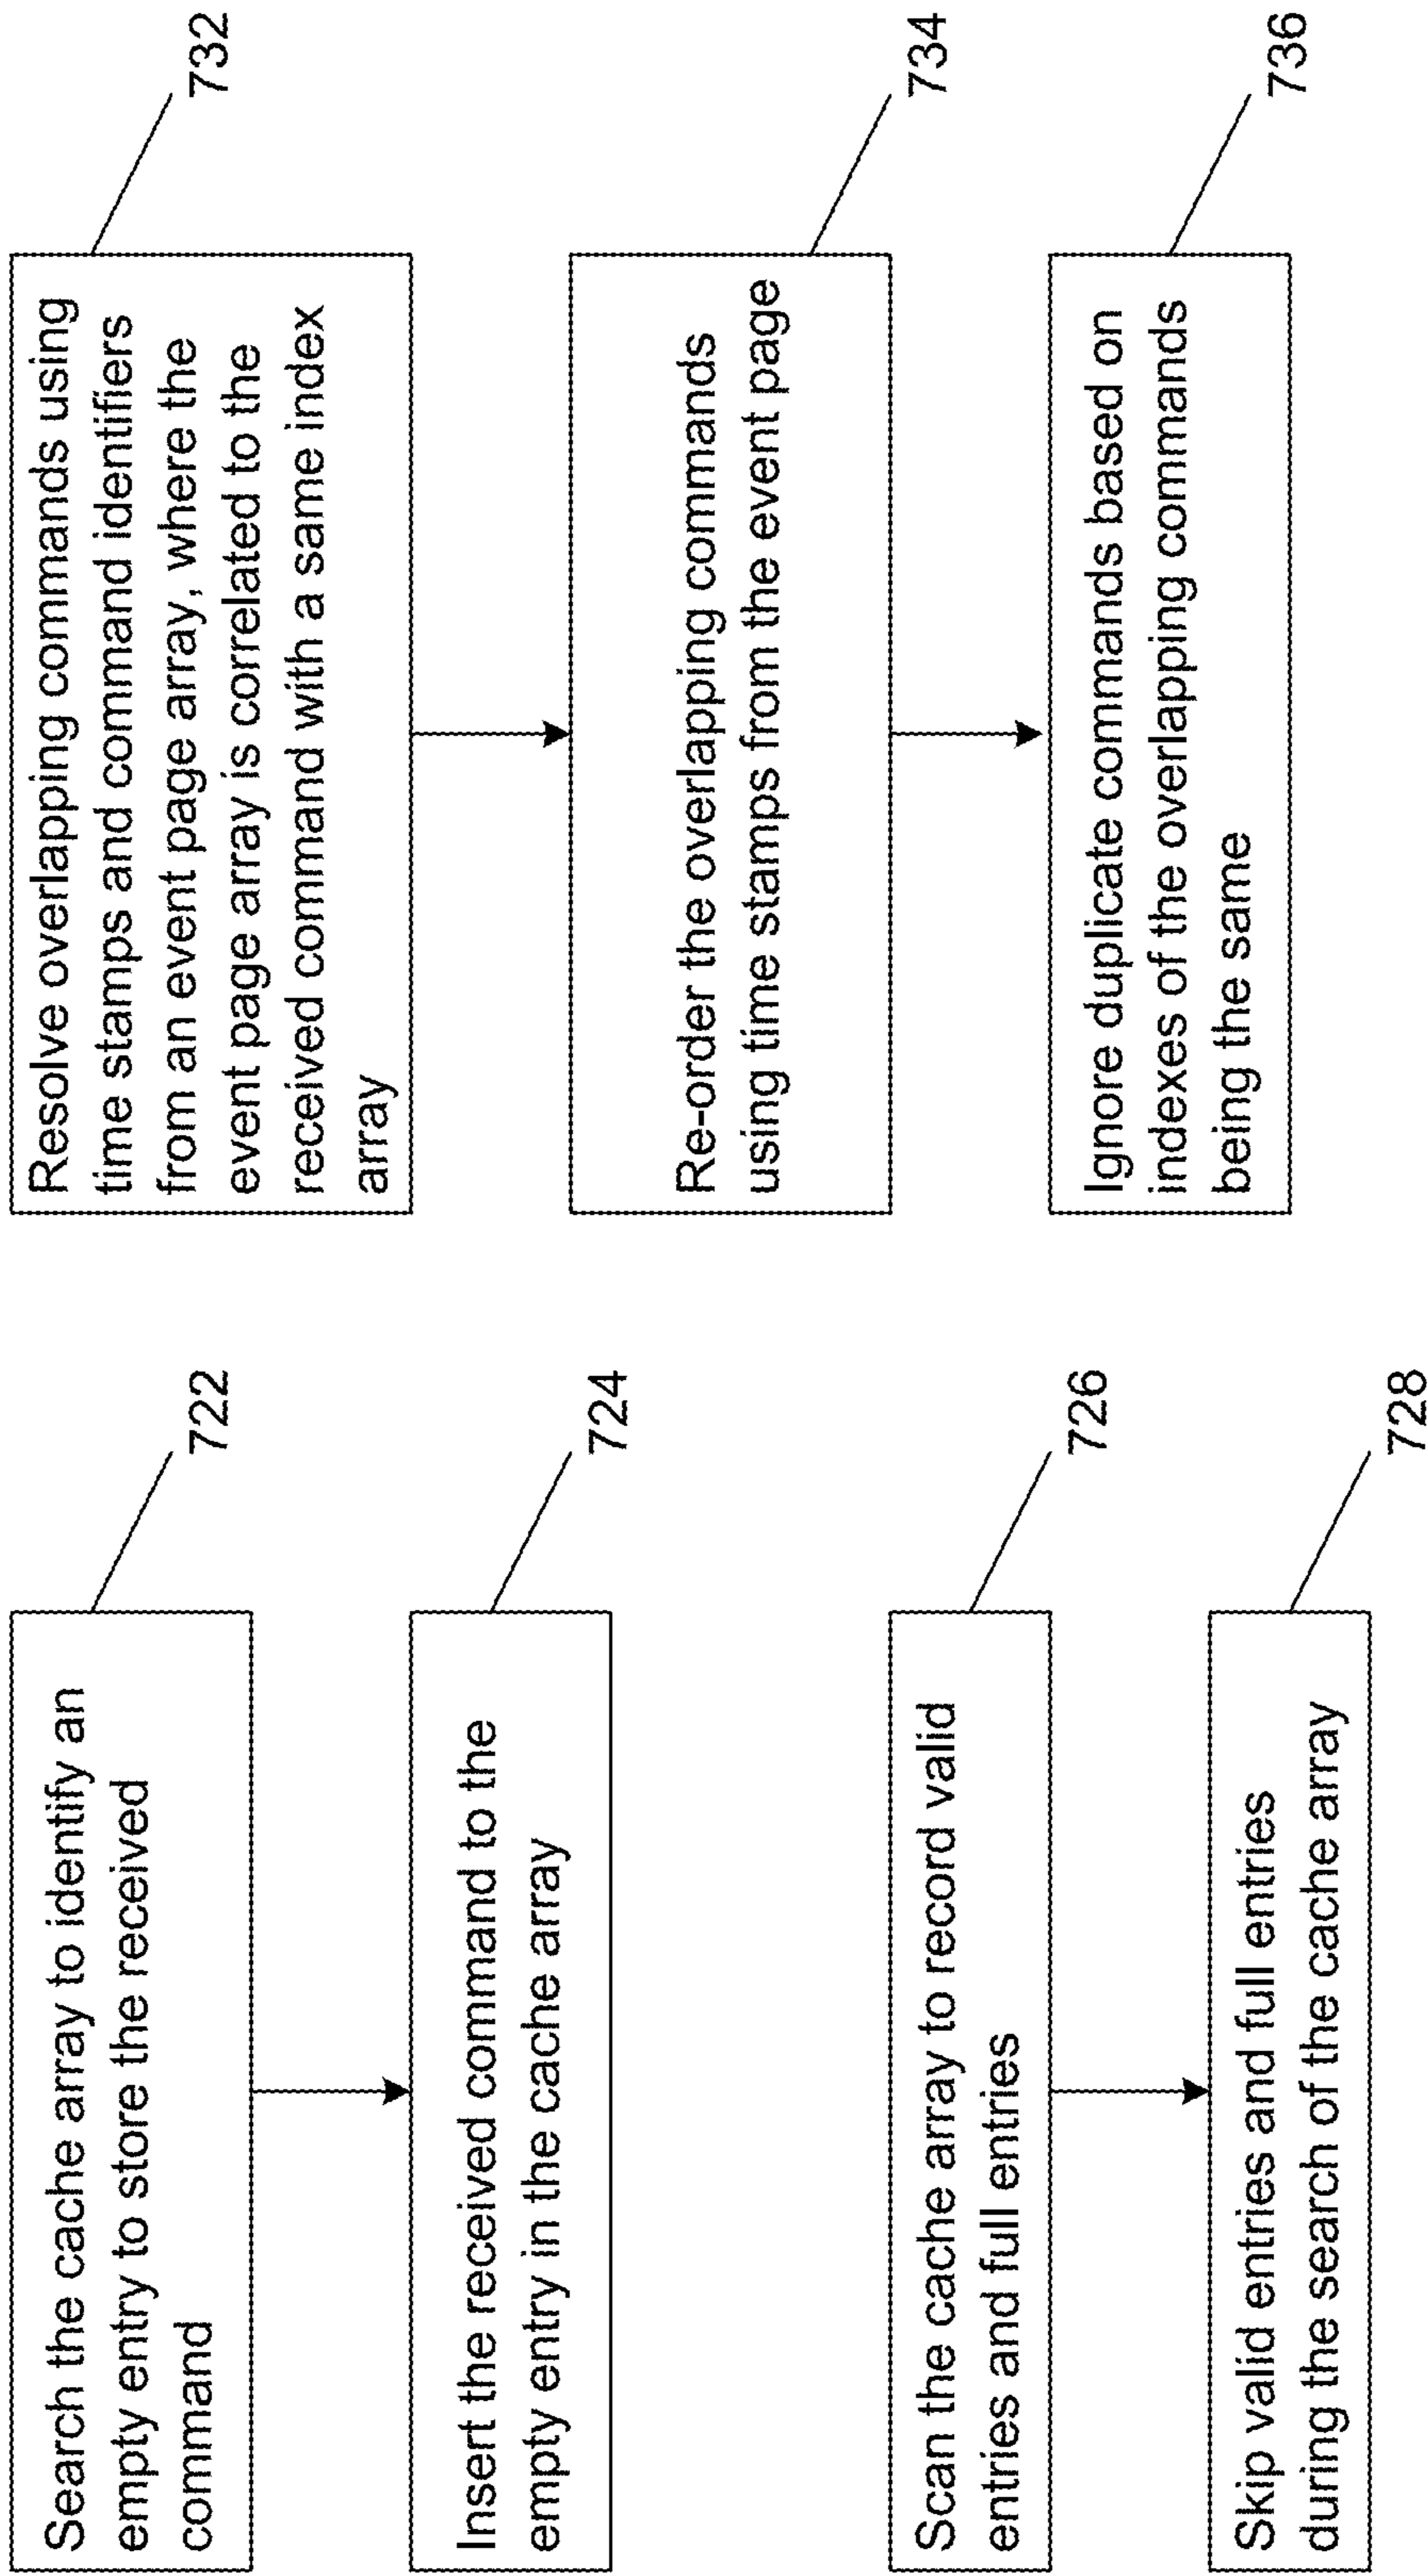 Search the cache array to identify an
empty entry to store the received
command
722
Insert the received command to the
empty entry in the cache array
724
Scan the cache array to record valid
entries and full entries
726
Skip valid entries and full entries
during the search of the cache array
728
Resolve overlapping commands using
time stamps and command identifiers
from an event page array, where the
event page array is correlated to the
received command with a same index
array
732
Re-order the overlapping commands
using time stamps from the event page
734
Ignore duplicate commands based on
indexes of the overlapping commands
being the same
736